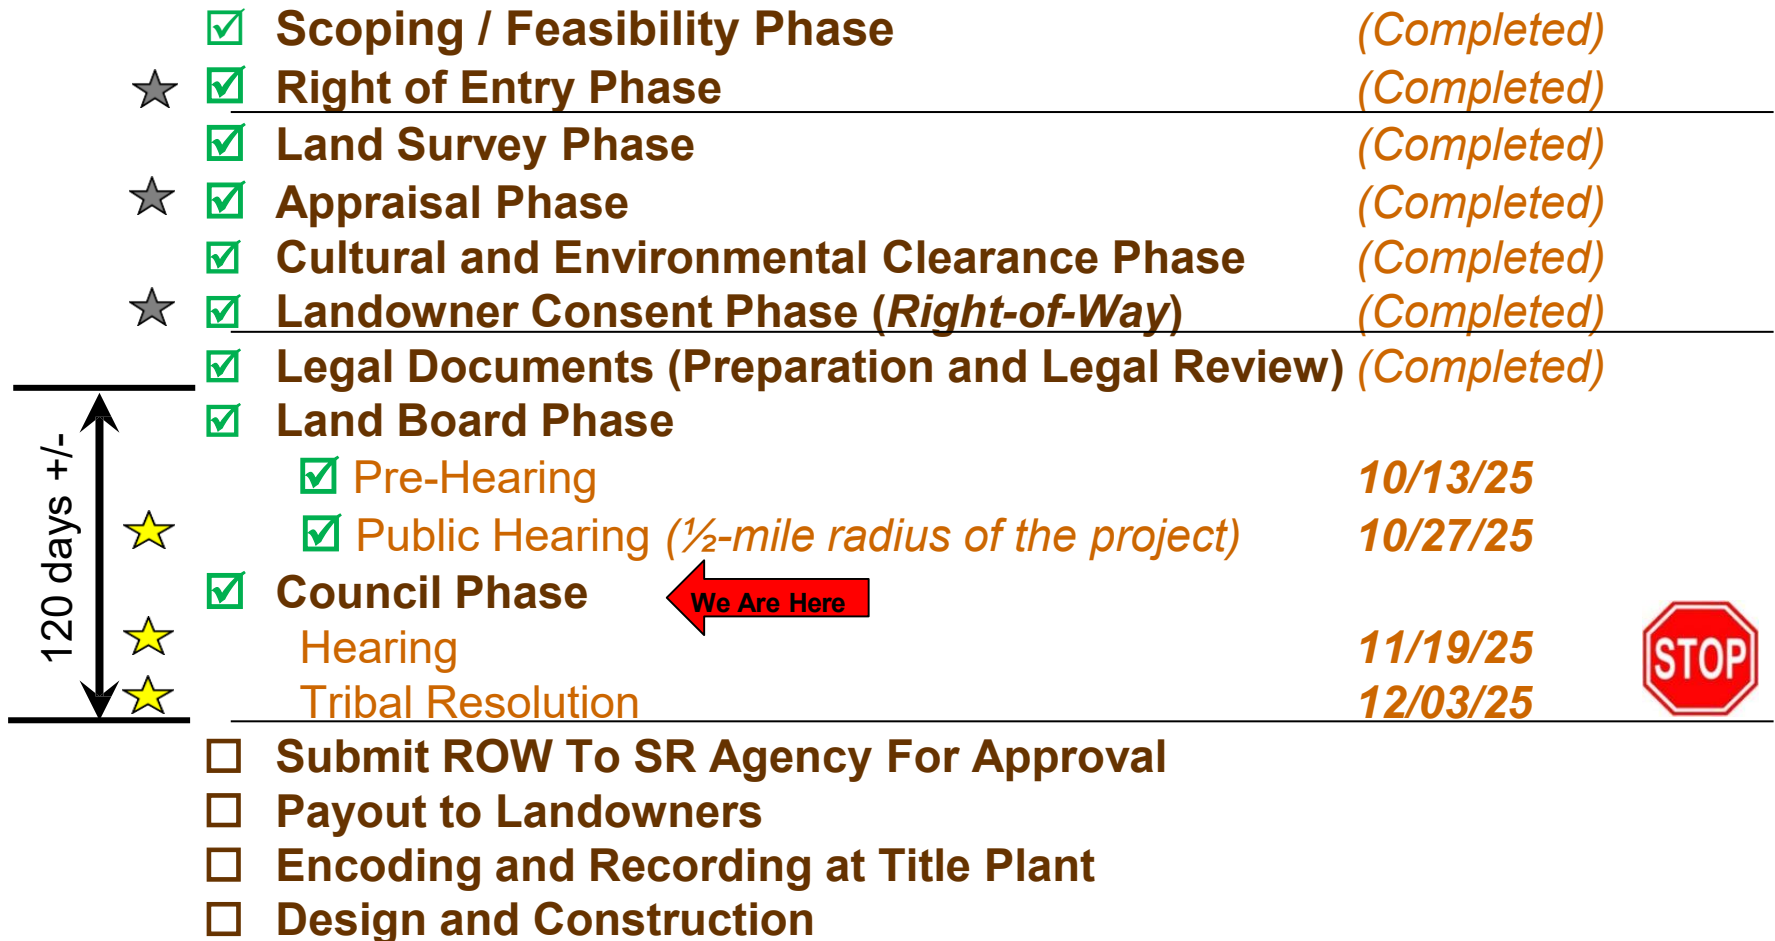 Scoping / Feasibility Phase (Completed)
Right of Entry Phase (Completed)
Land Survey Phase (Completed)
Appraisal Phase (Completed)
Cultural and Environmental Clearance Phase (Completed)
Landowner Consent Phase (Right-of-Way) (Completed)
Legal Documents (Preparation and Legal Review) (Completed)
Land Board Phase
Pre-Hearing 10/13/25
Public Hearing (½-mile radius of the project) 10/27/25
120 days +/-
Council Phase
We Are Here
Hearing 11/19/25
STOP
Tribal Resolution 12/03/25
Submit ROW To SR Agency For Approval
Payout to Landowners
Encoding and Recording at Title Plant
Design and Construction